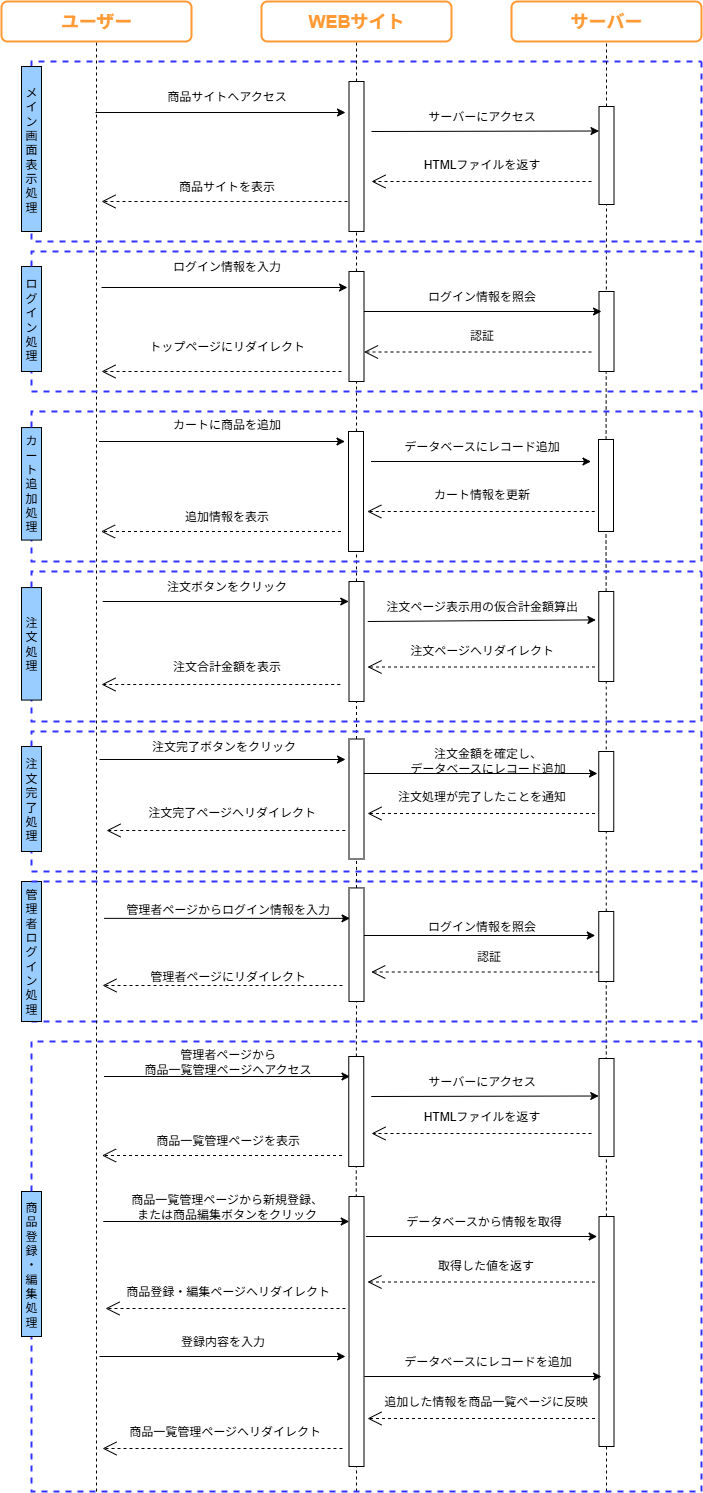 ユーザー
WEBサイト
サーバー
メイン画面表示処理
商品サイトへアクセス
サーバーにアクセス
HTMLファイルを返す
商品サイトを表示
ログイン処理
ログイン情報を入力
ログイン情報を照会
認証
トップページにリダイレクト
カート追加処理
カートに商品を追加
データベースにレコード追加
カート情報を更新
追加情報を表示
注文処理
注文ボタンをクリック
注文ページ表示用の仮合計金額算出
注文ページへリダイレクト
注文合計金額を表示
注文完了処理
注文完了ボタンをクリック
注文金額を確定し、
データベースにレコード追加
注文処理が完了したことを通知
注文完了ページへリダイレクト
管理者ログイン処理
管理者ページからログイン情報を入力
ログイン情報を照会
認証
管理者ページにリダイレクト
商品登録・編集処理
管理者ページから
商品一覧管理ページへアクセス
サーバーにアクセス
HTMLファイルを返す
商品一覧管理ページを表示
商品一覧管理ページから新規登録、
または商品編集ボタンをクリック
データベースから情報を取得
取得した値を返す
商品登録・編集ページへリダイレクト
登録内容を入力
データベースにレコードを追加
追加した情報を商品一覧ページに反映
商品一覧管理ページへリダイレクト